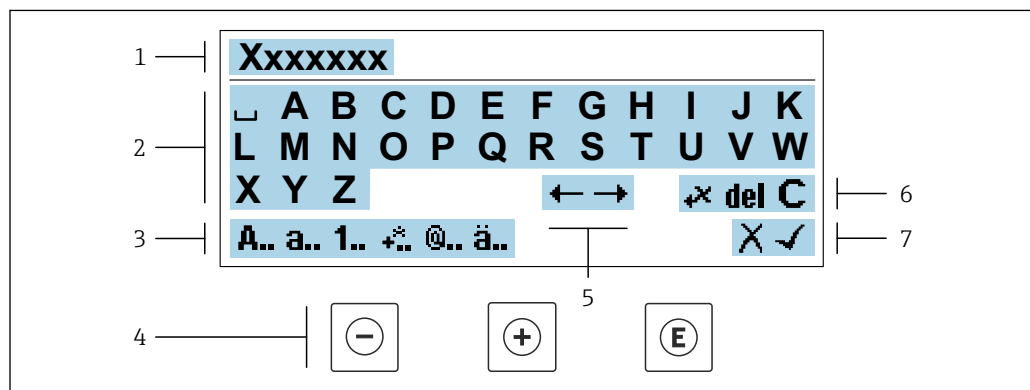 1 Xxxxxxx
␣ A B C D E F G H I J K
2 L M N O P Q R S T U V W
X Y Z ← → ↚x del C 6
3 A.. a.. 1.. +*.. @.. ä.. X ✓ 7
5
4 − + E